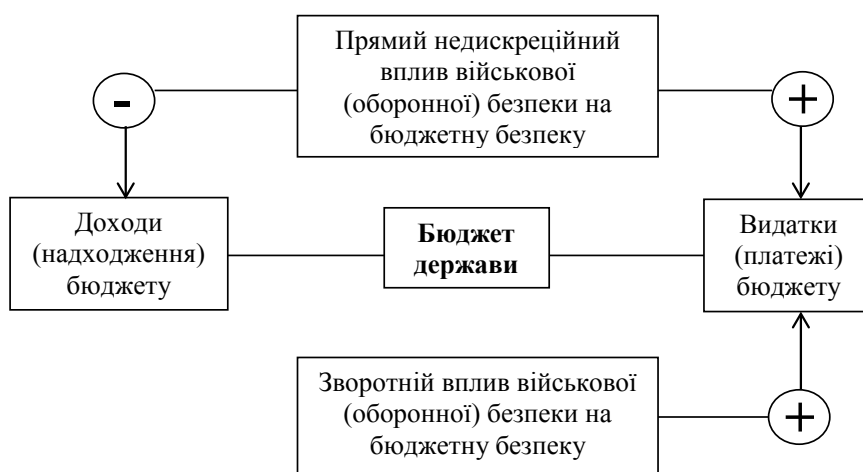 Прямий недискреційний
вплив військової
(оборонної) безпеки на
бюджетну безпеку
-
+
Доходи
(надходження)
бюджету
Бюджет
держави
Видатки
(платежі)
бюджету
Зворотній вплив військової
(оборонної) безпеки на
бюджетну безпеку
+